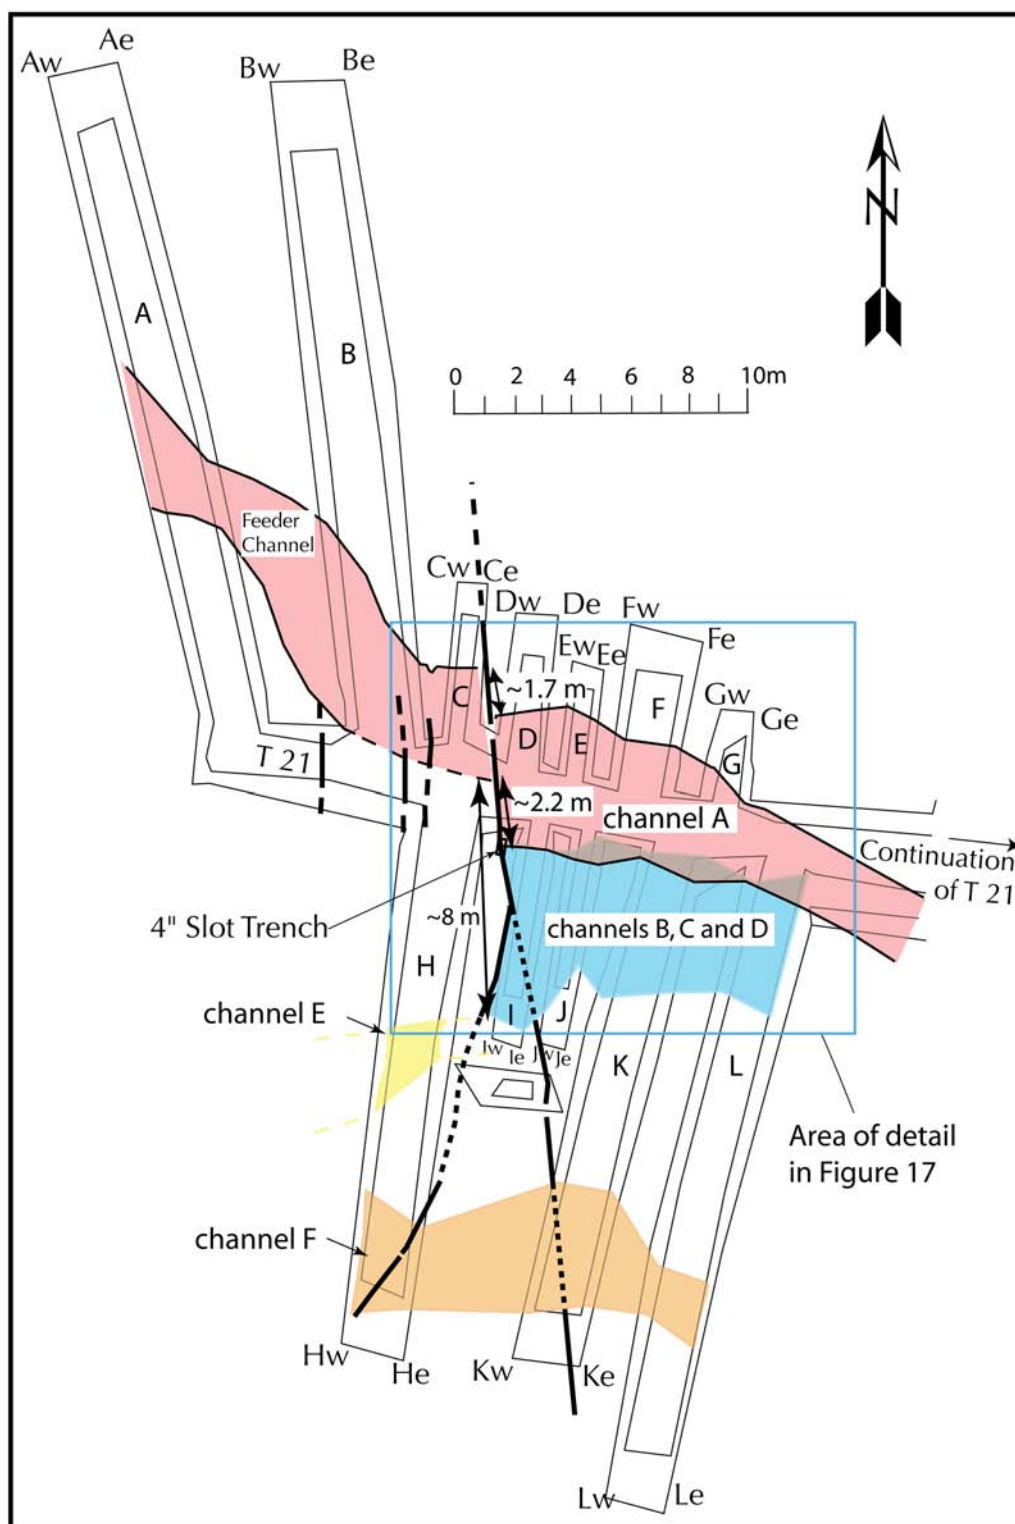 Aw
Ae
Bw
Be
N
A
B
0
2
4
6
8
10m
Feeder
Channel
Cw
Ce
Dw
De
Ew
Ee
Fw
Fe
Gw
Ge
~1.7 m
C
D
E
F
G
T 21
~2.2 m
channel A
Continuation
of T 21
4" Slot Trench
~8 m
channels B, C and D
H
channel E
I
J
Iw
Ie
Jw
Je
K
L
Area of detail
in Figure 17
channel F
Hw
He
Kw
Ke
Lw
Le